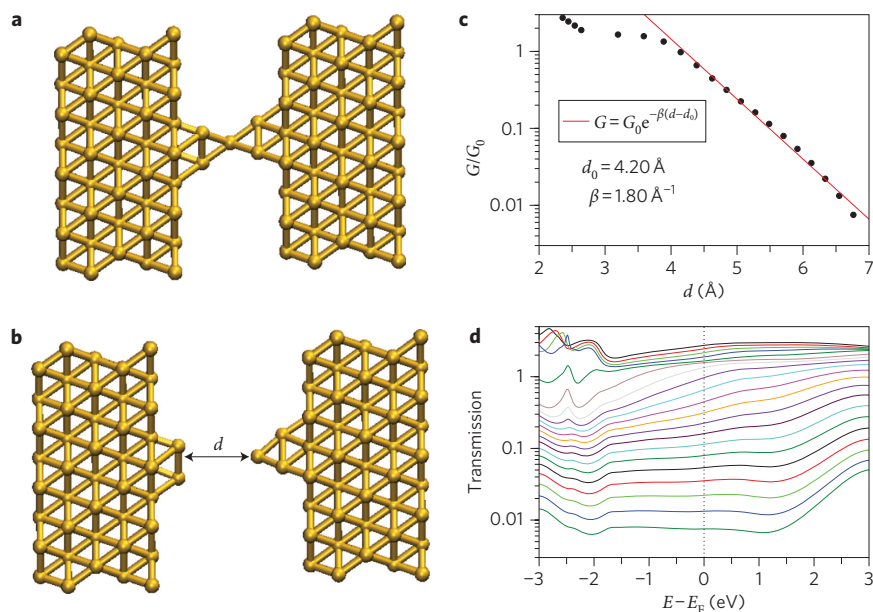 a
b
d
c
G/G₀
1
0.1
0.01
G = G₀e^−β(d−d₀)
d₀ = 4.20 Å
β = 1.80 Å⁻¹
2 3 4 5 6 7
d (Å)
d
Transmission
1
0.1
0.01
−3 −2 −1 0 1 2 3
E − E_F (eV)